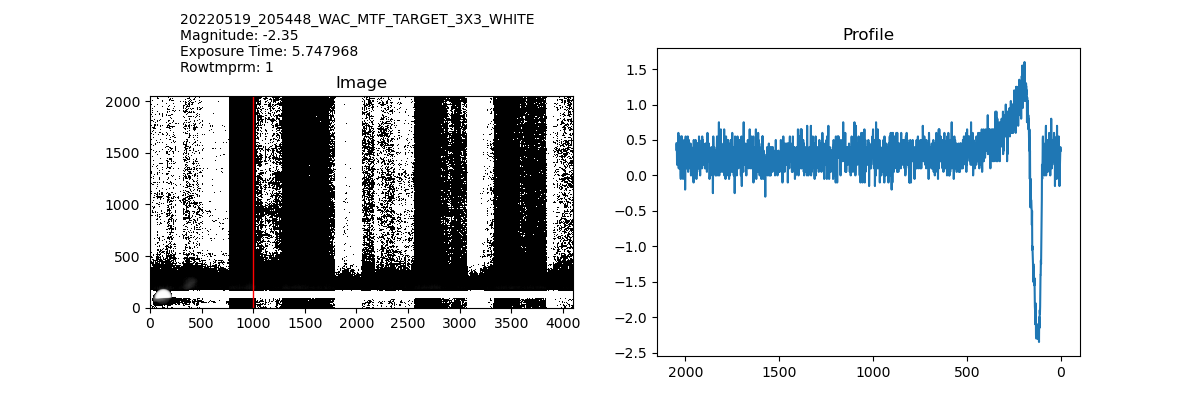 20220519_205448_WAC_MTF_TARGET_3X3_WHITE
Magnitude: -2.35
Exposure Time: 5.747968
Rowtmprm: 1
Image
2000
1500
1000
500
0
0 500 1000 1500 2000 2500 3000 3500 4000
Profile
1.5
1.0
0.5
0.0
−0.5
−1.0
−1.5
−2.0
−2.5
2000 1500 1000 500 0